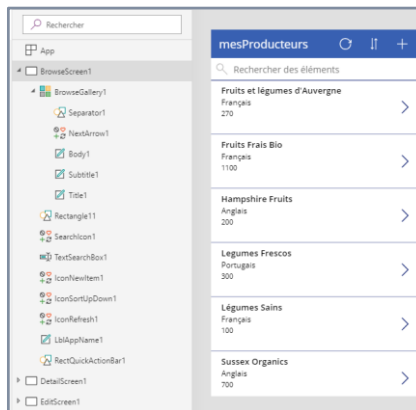 Rechercher
App
BrowseScreen1
BrowseGallery1
Separator1
NextArrow1
Body1
Subtitle1
Title1
Rectangle11
SearchIcon1
TextSearchBox1
IconNewItem1
IconSortUpDown1
IconRefresh1
LblAppName1
RectQuickActionBar1
DetailScreen1
EditScreen1
mesProducteurs
Rechercher des éléments
Fruits et légumes d'Auvergne
Français
270
Fruits Frais Bio
Français
1100
Hampshire Fruits
Anglais
200
Legumes Frescos
Portugais
300
Légumes Sains
Français
100
Sussex Organics
Anglais
700